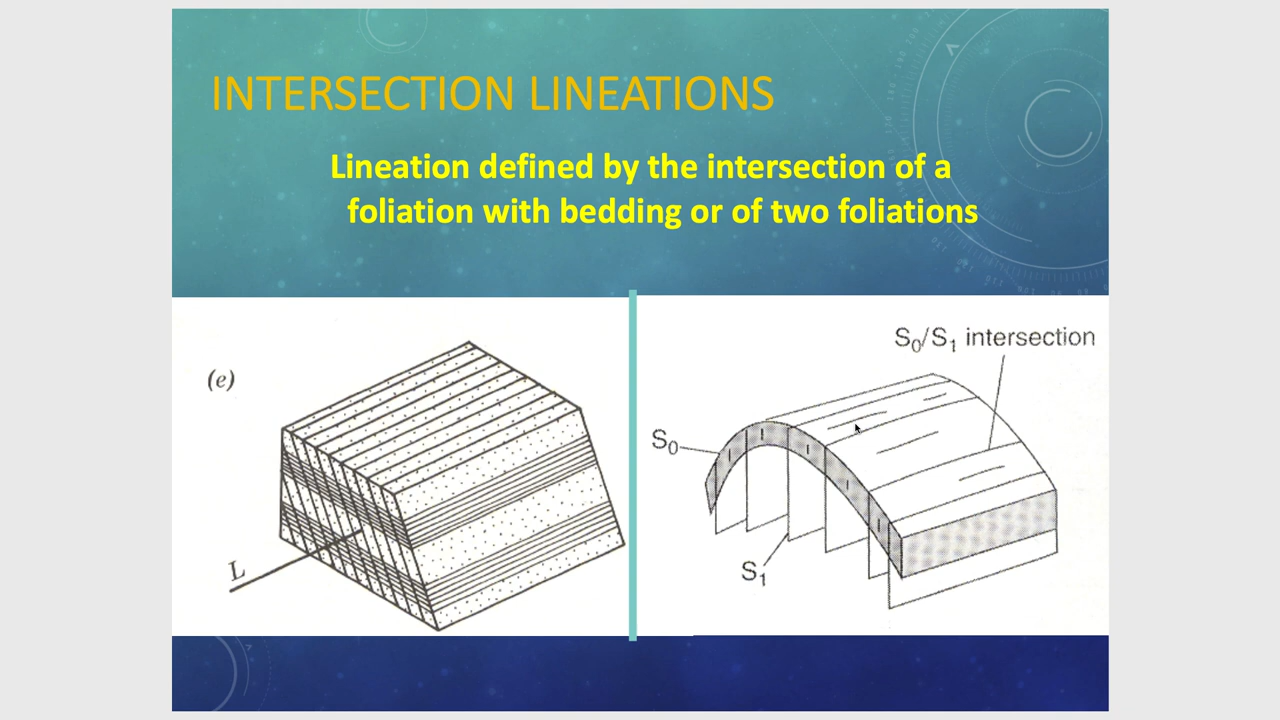 INTERSECTION LINEATIONS
Lineation defined by the intersection of a
foliation with bedding or of two foliations
(e)
L
S₀/S₁ intersection
S₀
S₁